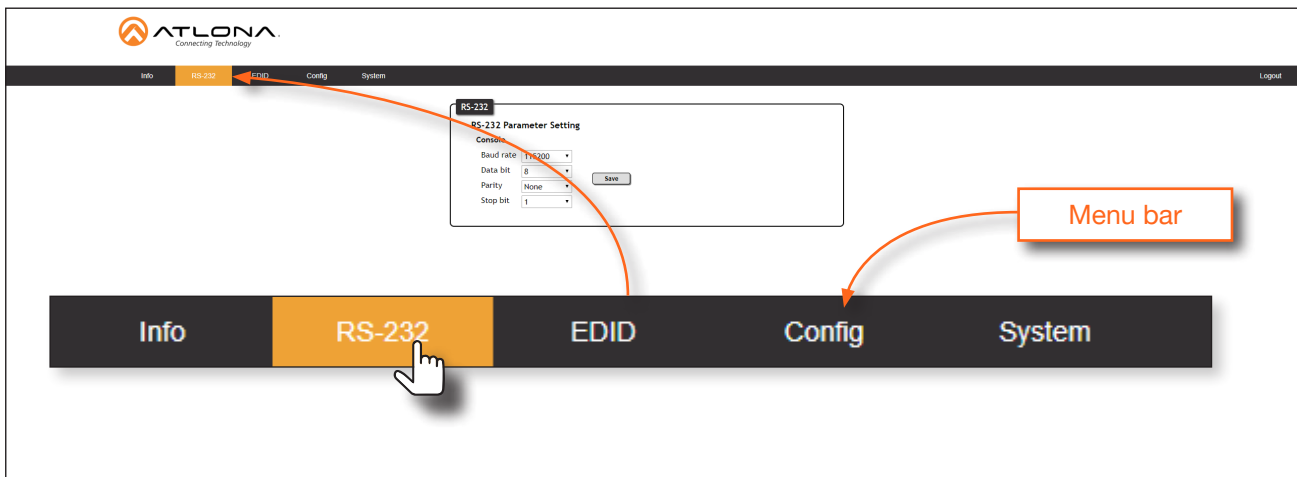 ATLONA.
Connecting Technology
Info RS-232 EDID Config System Logout
RS-232
RS-232 Parameter Setting
Console
Baud rate 115200
Data bit 8
Save
Parity None
Stop bit 1
Menu bar
Info RS-232 EDID Config System